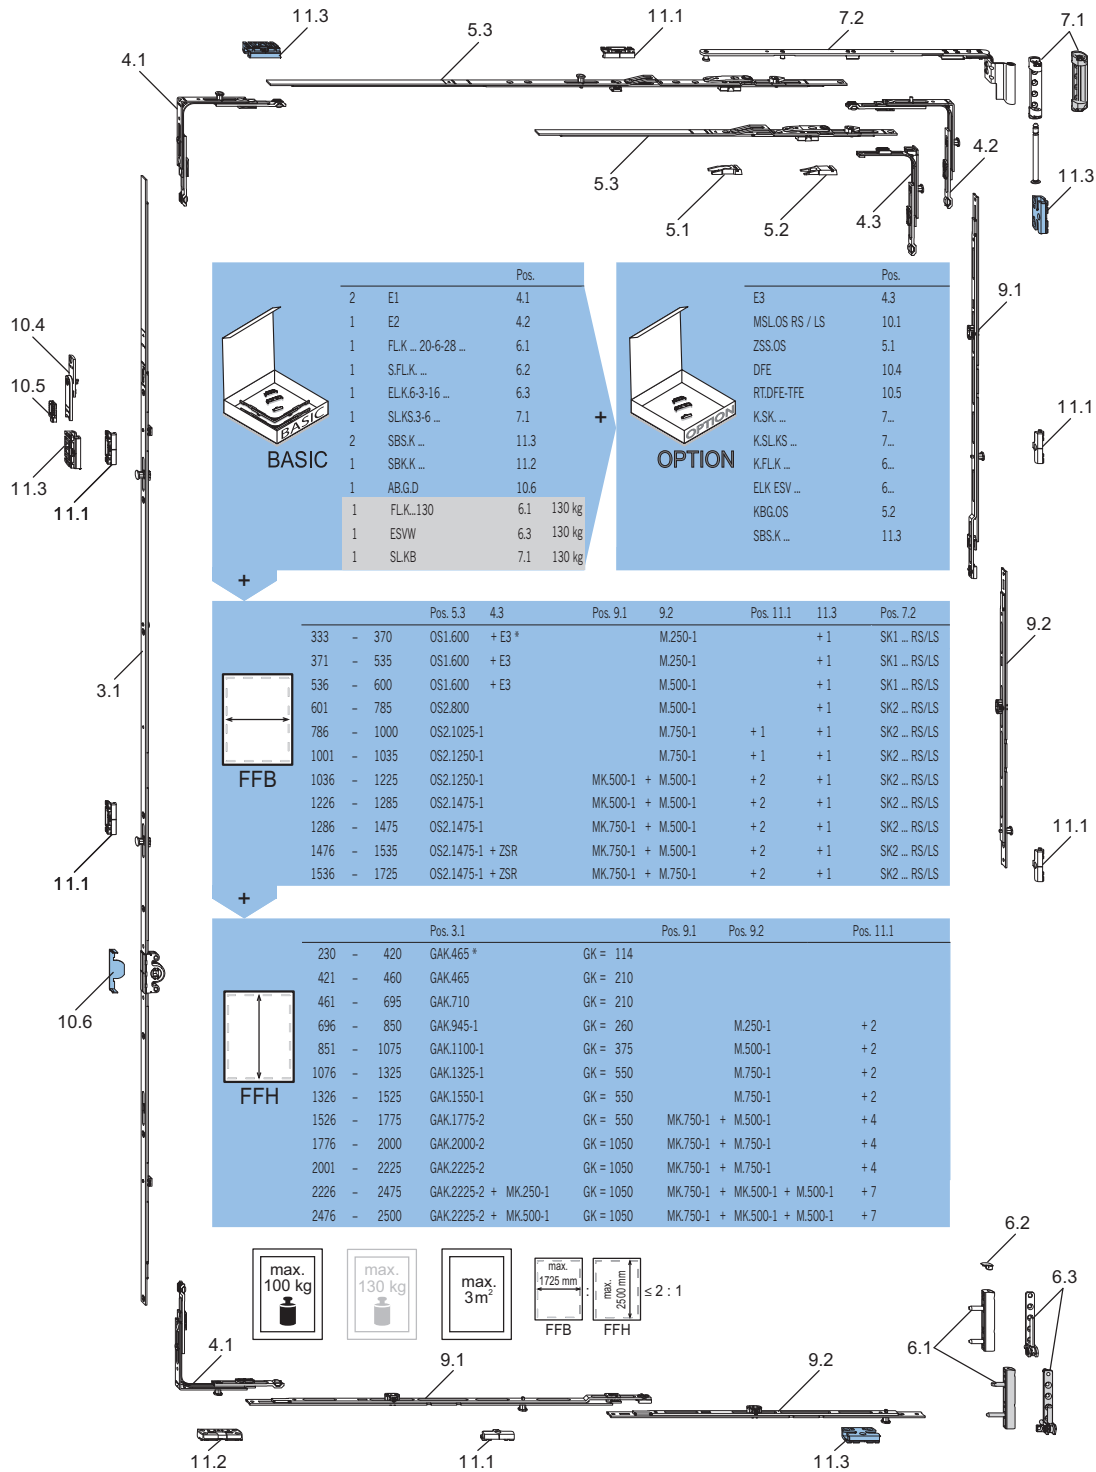 11.3
5.3
11.1
7.2
7.1
4.1
4.2
5.3
11.3
5.1
5.2
4.3
9.1
10.4
10.5
11.3
11.1
11.1
3.1
9.2
11.1
11.1
10.6
BASIC
BASIC
Pos.
2 E1 4.1
1 E2 4.2
1 FL.K ... 20-6-28 ... 6.1
1 S.FL.K. ... 6.2
1 EL.K.6-3-16 ... 6.3
1 SL.KS.3-6 ... 7.1
2 SBS.K ... 11.3
1 SBK.K ... 11.2
1 AB.G.D 10.6
1 FL.K...130 6.1 130 kg
1 ESVW 6.3 130 kg
1 SL.KB 7.1 130 kg
+
OPTION
OPTION
Pos.
E3 4.3
MSL.OS RS / LS 10.1
ZSS.OS 5.1
DFE 10.4
RT.DFE-TFE 10.5
K.SK. ... 7...
K.SL.KS ... 7...
K.FL.K ... 6...
ELK ESV ... 6...
KBG.OS 5.2
SBS.K ... 11.3
+
FFB
Pos. 5.3 4.3 Pos. 9.1 9.2 Pos. 11.1 11.3 Pos. 7.2
333 – 370 OS1.600 + E3 * M.250-1 + 1 SK1 ... RS/LS
371 – 535 OS1.600 + E3 M.250-1 + 1 SK1 ... RS/LS
536 – 600 OS1.600 + E3 M.500-1 + 1 SK1 ... RS/LS
601 – 785 OS2.800 M.500-1 + 1 SK2 ... RS/LS
786 – 1000 OS2.1025-1 M.750-1 + 1 + 1 SK2 ... RS/LS
1001 – 1035 OS2.1250-1 M.750-1 + 1 + 1 SK2 ... RS/LS
1036 – 1225 OS2.1250-1 MK.500-1 + M.500-1 + 2 + 1 SK2 ... RS/LS
1226 – 1285 OS2.1475-1 MK.500-1 + M.500-1 + 2 + 1 SK2 ... RS/LS
1286 – 1475 OS2.1475-1 MK.750-1 + M.500-1 + 2 + 1 SK2 ... RS/LS
1476 – 1535 OS2.1475-1 + ZSR MK.750-1 + M.500-1 + 2 + 1 SK2 ... RS/LS
1536 – 1725 OS2.1475-1 + ZSR MK.750-1 + M.750-1 + 2 + 1 SK2 ... RS/LS
+
FFH
Pos. 3.1 Pos. 9.1 Pos. 9.2 Pos. 11.1
230 – 420 GAK.465 * GK = 114
421 – 460 GAK.465 GK = 210
461 – 695 GAK.710 GK = 210
696 – 850 GAK.945-1 GK = 260 M.250-1 + 2
851 – 1075 GAK.1100-1 GK = 375 M.500-1 + 2
1076 – 1325 GAK.1325-1 GK = 550 M.750-1 + 2
1326 – 1525 GAK.1550-1 GK = 550 M.750-1 + 2
1526 – 1775 GAK.1775-2 GK = 550 MK.750-1 + M.500-1 + 4
1776 – 2000 GAK.2000-2 GK = 1050 MK.750-1 + M.750-1 + 4
2001 – 2225 GAK.2225-2 GK = 1050 MK.750-1 + M.750-1 + 4
2226 – 2475 GAK.2225-2 + MK.250-1 GK = 1050 MK.750-1 + MK.500-1 + M.500-1 + 7
2476 – 2500 GAK.2225-2 + MK.500-1 GK = 1050 MK.750-1 + MK.500-1 + M.500-1 + 7
max.
100 kg
max.
130 kg
max.
3m²
max.
1725 mm
FFB
:
max.
2500 mm
FFH
≤ 2 : 1
6.2
6.3
6.1
4.1
9.1
9.2
11.2
11.1
11.3